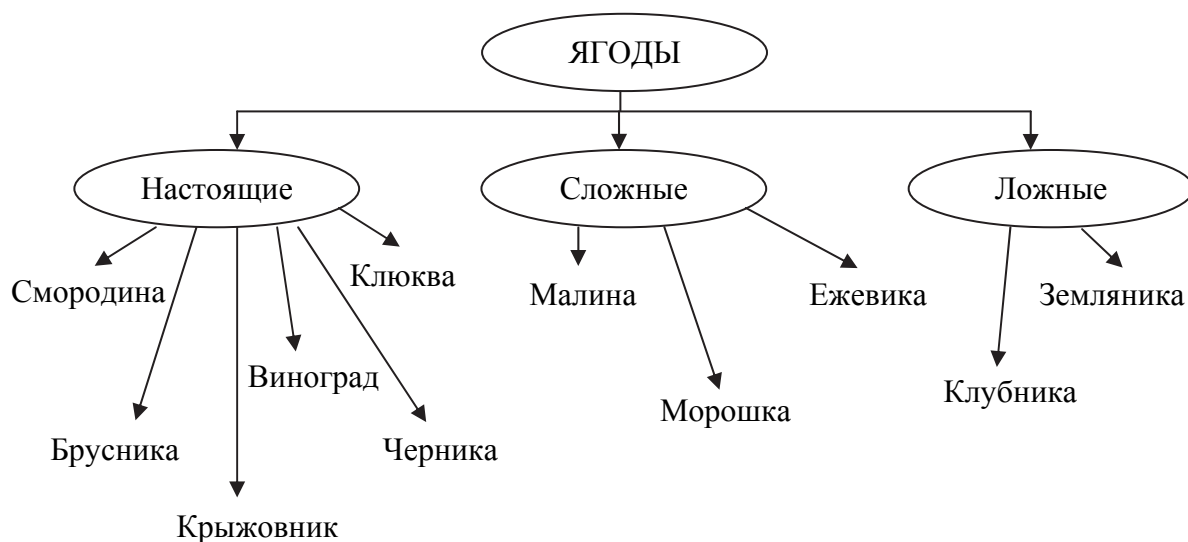 ЯГОДЫ
Настоящие
Сложные
Ложные
Смородина
Клюква
Малина
Ежевика
Земляника
Виноград
Клубника
Морошка
Брусника
Черника
Крыжовник